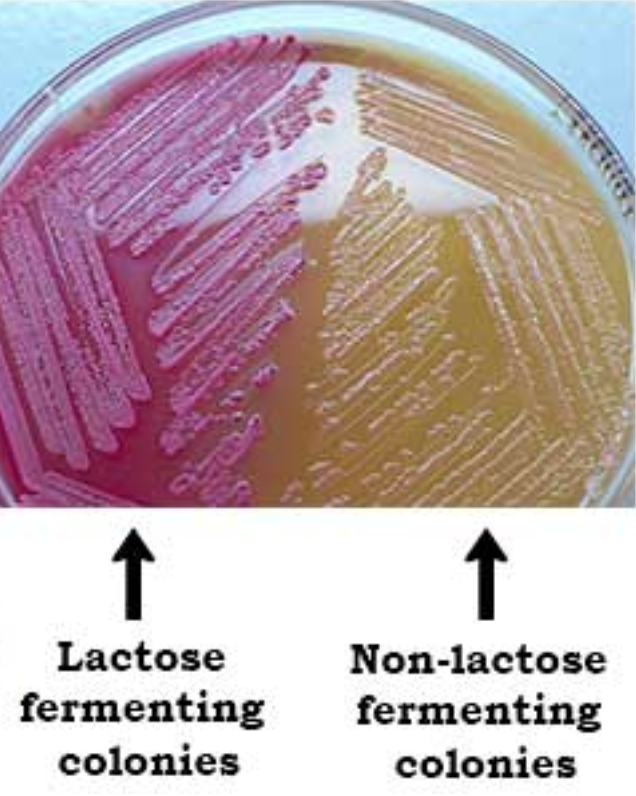 Lactose
fermenting
colonies
Non-lactose
fermenting
colonies